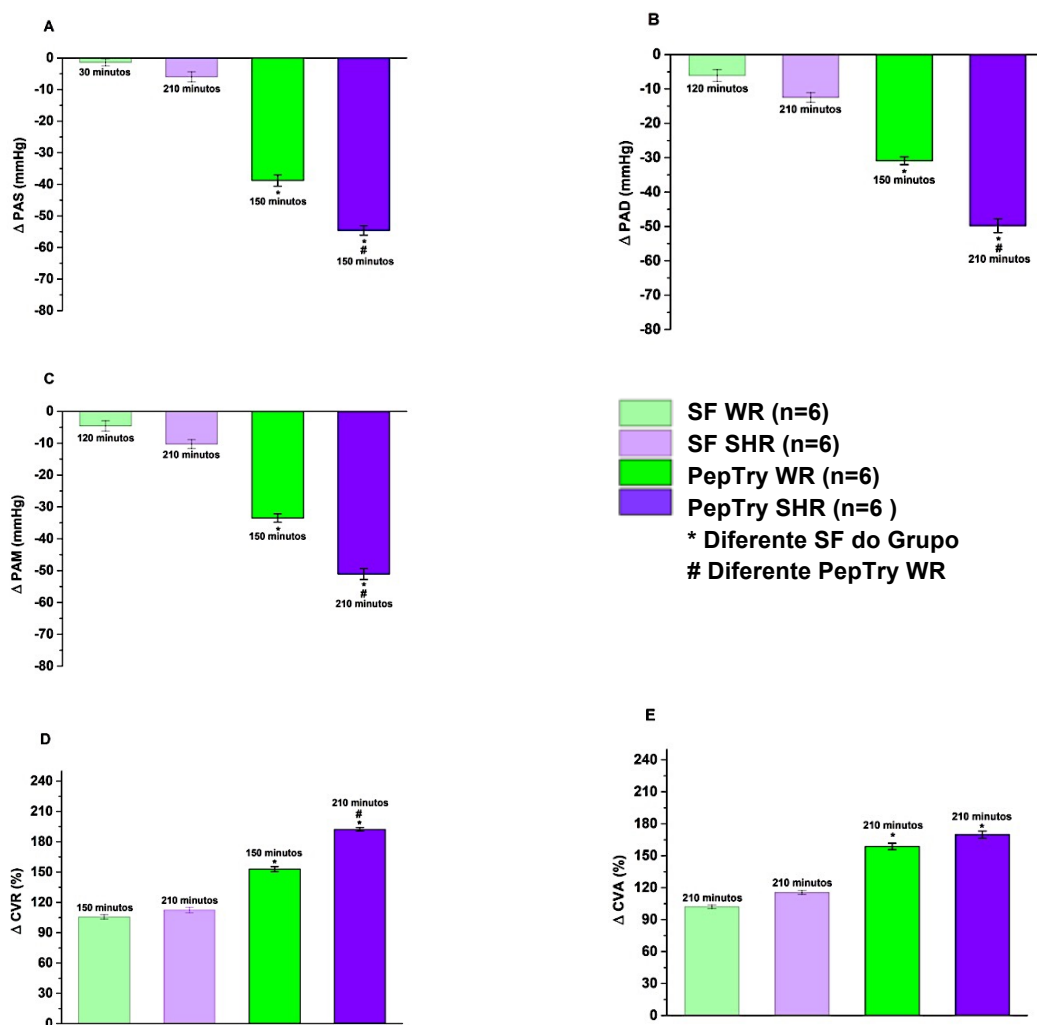 A
0
-10
-20
-30
-40
-50
-60
-70
-80
Δ PAS (mmHg)
30 minutos
210 minutos
*
150 minutos
*
#
150 minutos
B
0
-10
-20
-30
-40
-50
-60
-70
-80
Δ PAD (mmHg)
120 minutos
210 minutos
*
150 minutos
*
#
210 minutos
C
0
-10
-20
-30
-40
-50
-60
-70
-80
Δ PAM (mmHg)
120 minutos
210 minutos
*
150 minutos
*
#
210 minutos
SF WR (n=6)
SF SHR (n=6)
PepTry WR (n=6)
PepTry SHR (n=6 )
* Diferente SF do Grupo
# Diferente PepTry WR
D
240
210
180
150
120
90
60
30
0
Δ CVR (%)
150 minutos
210 minutos
150 minutos
*
210 minutos
#
*
E
240
210
180
150
120
90
60
30
0
Δ CVA (%)
210 minutos
210 minutos
210 minutos
*
210 minutos
*